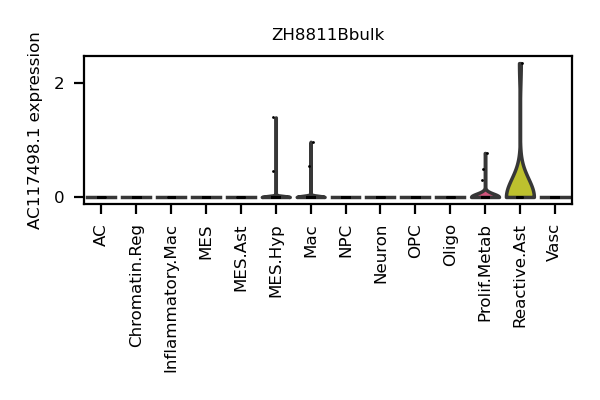 ZH8811Bbulk
AC117498.1 expression
2
0
AC
Chromatin.Reg
Inflammatory.Mac
MES
MES.Ast
MES.Hyp
Mac
NPC
Neuron
OPC
Oligo
Prolif.Metab
Reactive.Ast
Vasc